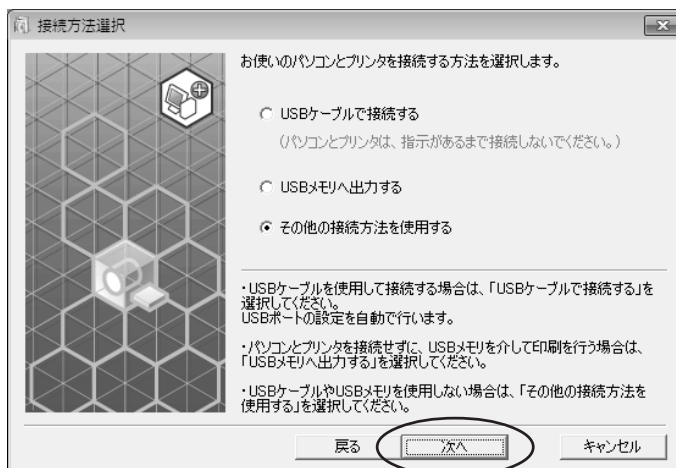 接続方法選択
お使いのパソコンとプリンタを接続する方法を選択します。
USBケーブルで接続する
(パソコンとプリンタは、指示があるまで接続しないでください。)
USBメモリへ出力する
その他の接続方法を使用する
・USBケーブルを使用して接続する場合は、「USBケーブルで接続する」を
選択してください。
USBポートの設定を自動で行います。
・パソコンとプリンタを接続せずに、USBメモリを介して印刷を行う場合は、
「USBメモリへ出力する」を選択してください。
・USBケーブルやUSBメモリを使用しない場合は、「その他の接続方法を
使用する」を選択してください。
戻る
次へ
キャンセル